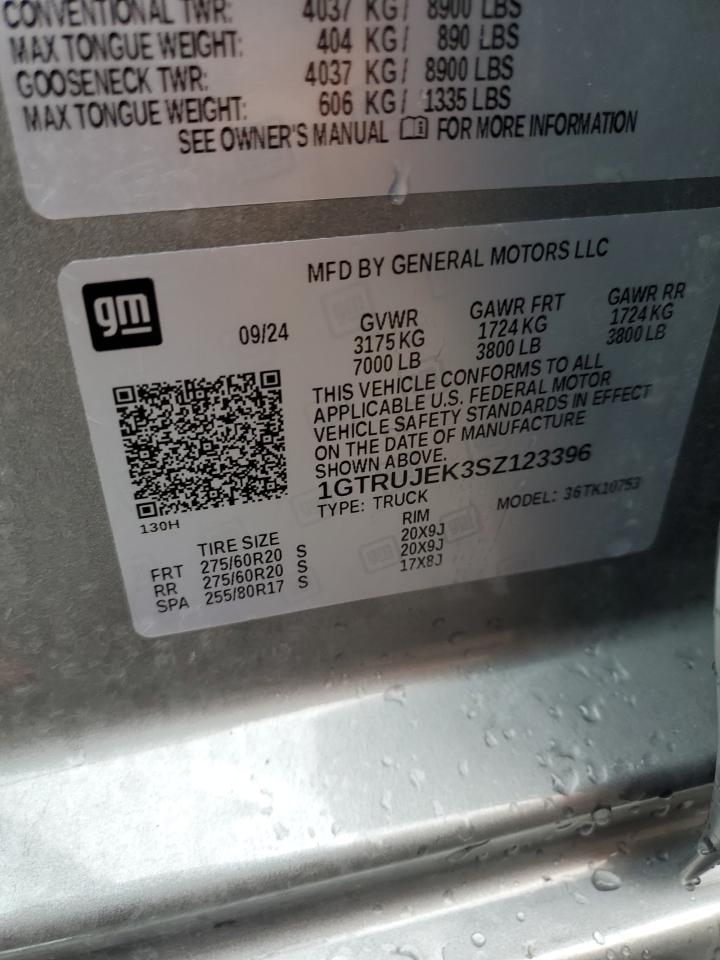 CONVENTIONAL TWR: 4037 KG/ 8900 LBS
MAX TONGUE WEIGHT: 404 KG/ 890 LBS
GOOSENECK TWR: 4037 KG/ 8900 LBS
MAX TONGUE WEIGHT: 606 KG/ 1335 LBS
SEE OWNER'S MANUAL FOR MORE INFORMATION
gm
MFD BY GENERAL MOTORS LLC
09/24
GVWR GAWR FRT GAWR RR
3175 KG 1724 KG 1724 KG
7000 LB 3800 LB 3800 LB
THIS VEHICLE CONFORMS TO ALL
APPLICABLE U.S. FEDERAL MOTOR
VEHICLE SAFETY STANDARDS IN EFFECT
ON THE DATE OF MANUFACTURE
SHOWN ABOVE.
1GTRUJEK3SZ123396
TYPE: TRUCK MODEL: 36TK10753
130H
TIRE SIZE RIM
FRT 275/60R20 S 20X9J
RR 275/60R20 S 20X9J
SPA 255/80R17 S 17X8J